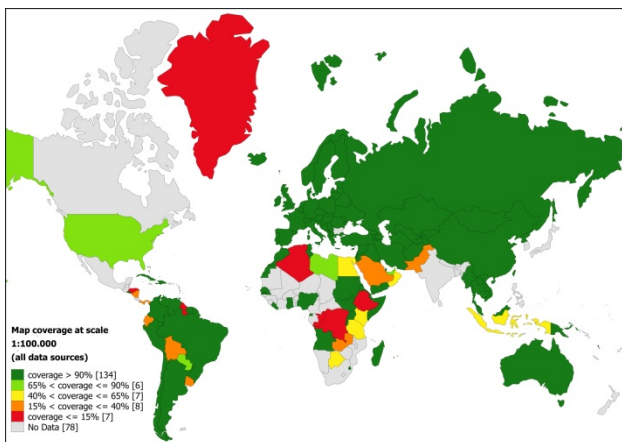 Map coverage at scale
1:100.000
(all data sources)
coverage > 90% [134]
65% < coverage <= 90% [6]
40% < coverage <= 65% [7]
15% < coverage <= 40% [8]
coverage <= 15% [7]
No Data [78]